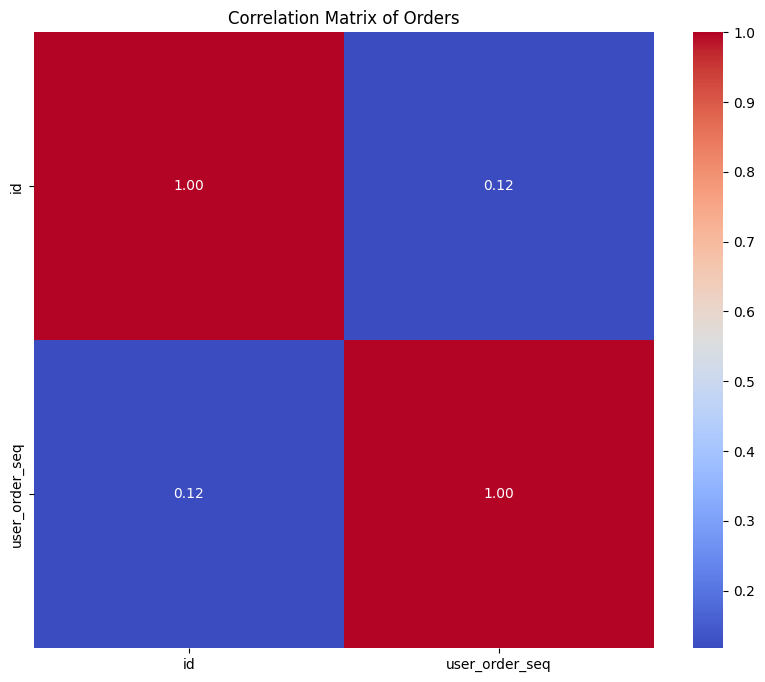 Correlation Matrix of Orders
id
1.00
0.12
user_order_seq
0.12
1.00
id
user_order_seq
1.0
0.9
0.8
0.7
0.6
0.5
0.4
0.3
0.2